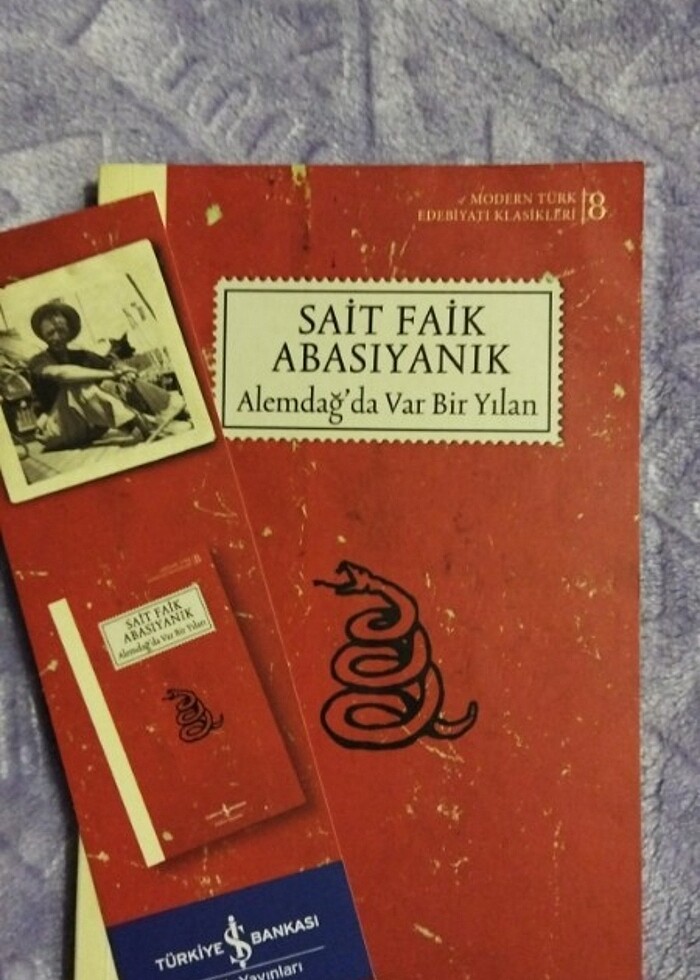 MODERN TÜRK
EDEBİYATI KLASİKLERİ 8
SAİT FAİK
ABASIYANIK
Alemdağ'da Var Bir Yılan
SAİT FAİK
ABASIYANIK
Alemdağ'da Var Bir Yılan
TÜRKİYE İŞ BANKASI
Yayınları